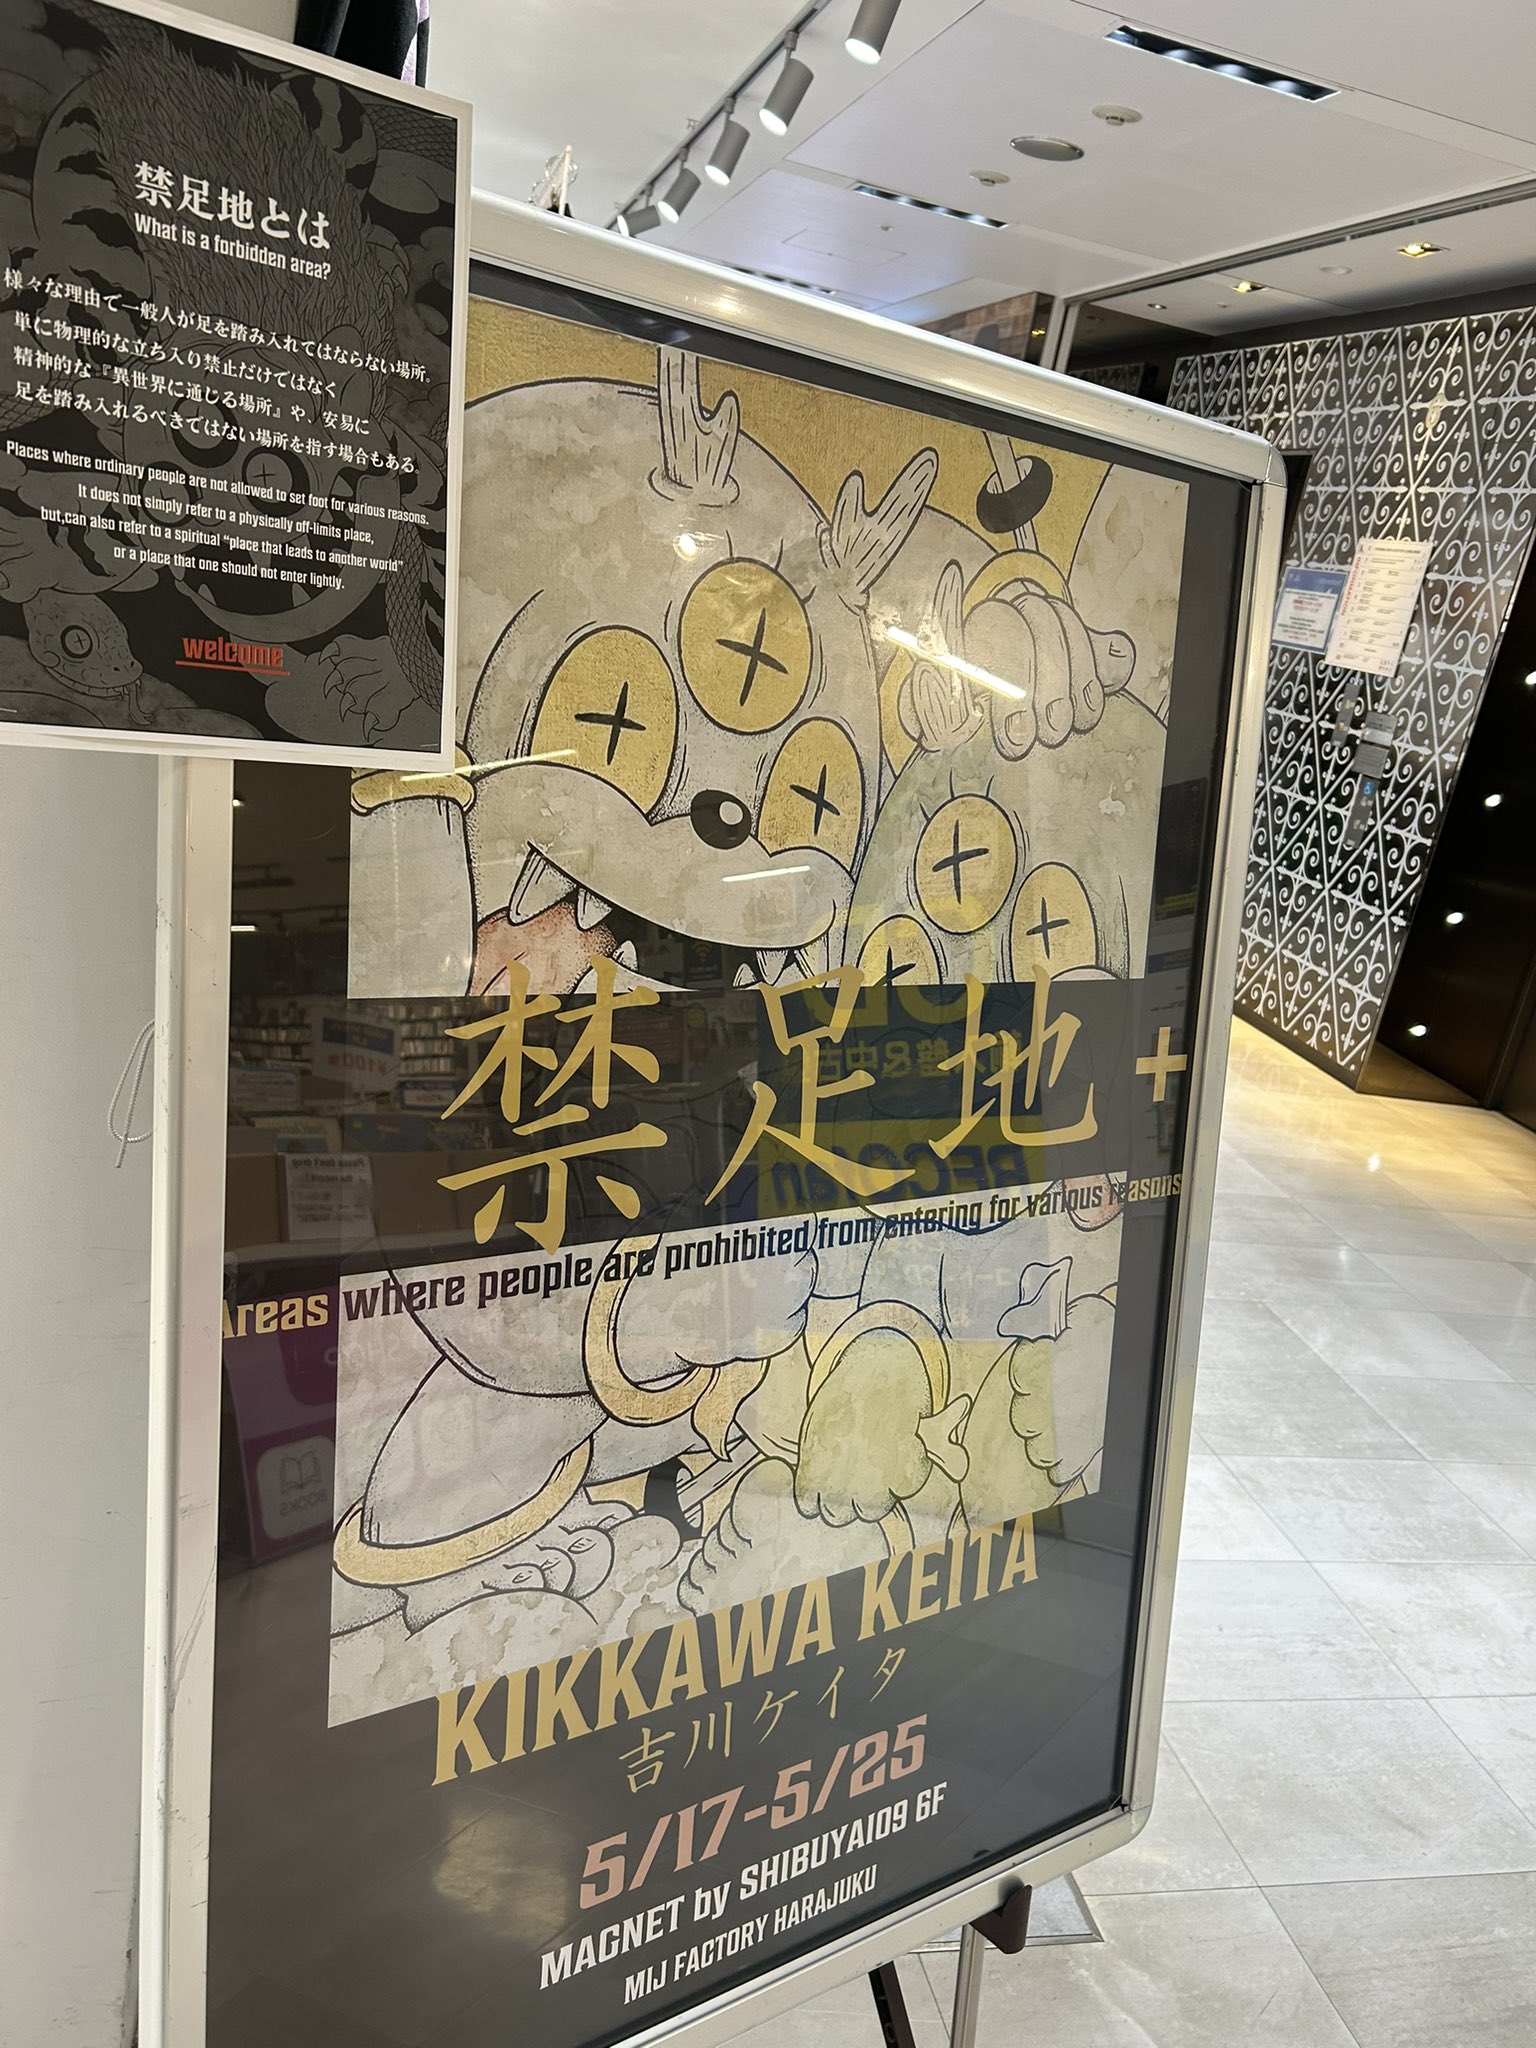 禁足地とは
What is a forbidden area?
様々な理由で一般人が足を踏み入れてはならない場所。
単に物理的な立ち入り禁止だけではなく
精神的な『異世界に通じる場所』や、安易に
足を踏み入れるべきではない場所を指す場合もある。
Places where ordinary people are not allowed to set foot for various reasons.
It does not simply refer to a physically off-limits place,
but,can also refer to a spiritual “place that leads to another world”
or a place that one should not enter lightly.
welcome
禁足地+
Areas where people are prohibited from entering for various reasons
KIKKAWA KEITA
吉川ケイタ
5/17-5/25
MAGNET by SHIBUYA109 6F
MIJ FACTORY HARAJUKU
RECOfan
BOOKS